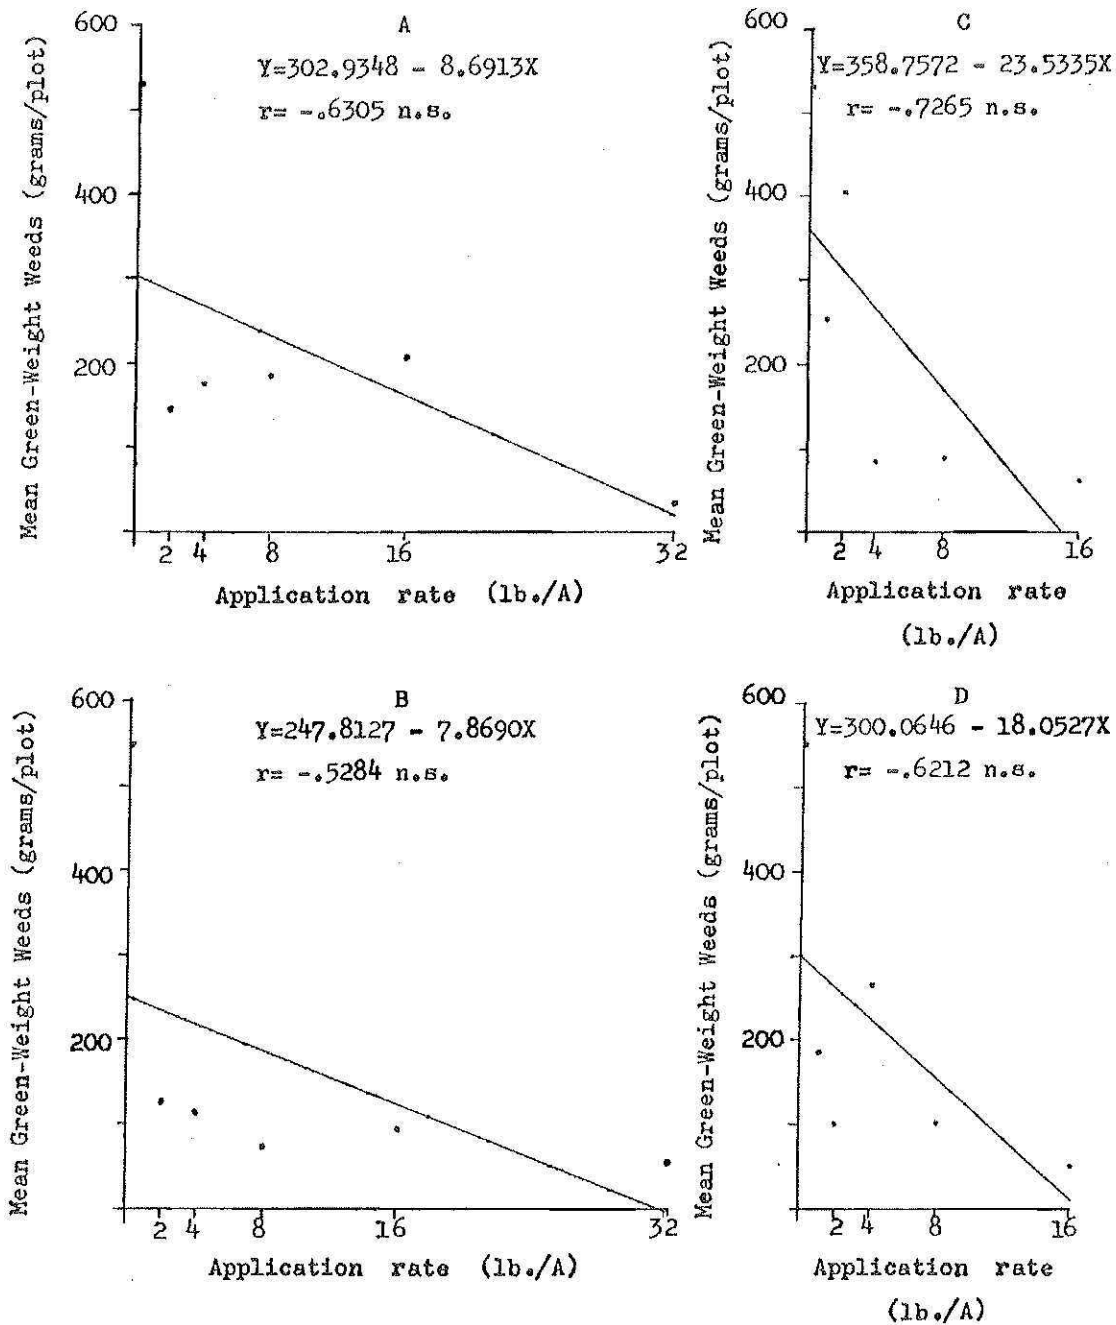 A
Y=302.9348 - 8.6913X
r= -.6305 n.s.
Mean Green-Weight Weeds (grams/plot)
600
400
200
2 4 8 16 32
Application rate (lb./A)
C
Y=358.7572 - 23.5335X
r= -.7265 n.s.
Mean Green-Weight Weeds (grams/plot)
600
400
200
2 4 8 16
Application rate
(lb./A)
B
Y=247.8127 - 7.8690X
r= -.5284 n.s.
Mean Green-Weight Weeds (grams/plot)
600
400
200
2 4 8 16 32
Application rate (lb./A)
D
Y=300.0646 - 18.0527X
r= -.6212 n.s.
Mean Green-Weight Weeds (grams/plot)
600
400
200
2 4 8 16
Application rate
(lb./A)